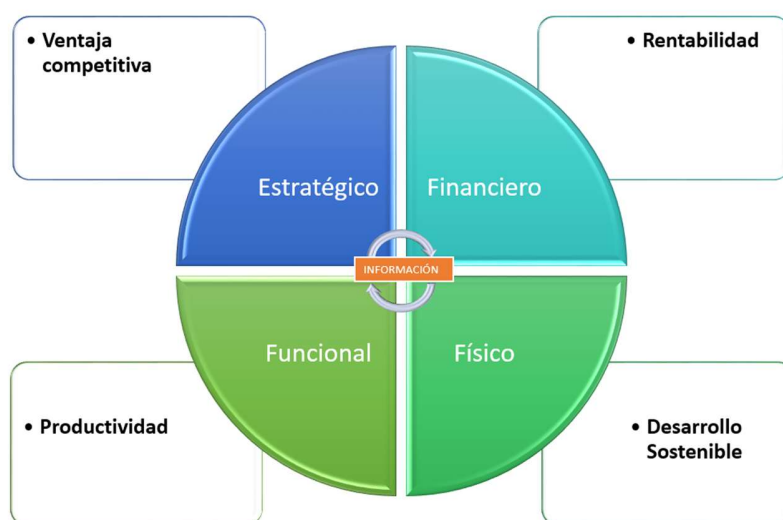 • Ventaja
competitiva
• Rentabilidad
Estratégico
Financiero
INFORMACIÓN
Funcional
Físico
• Productividad
• Desarrollo
Sostenible